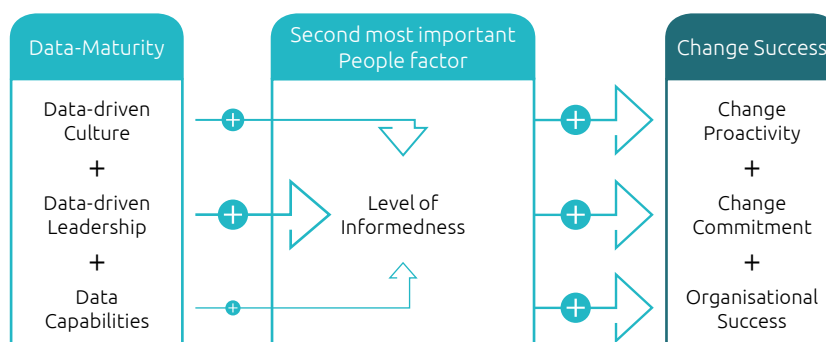 Data-Maturity
Data-driven
Culture
+
Data-driven
Leadership
+
Data
Capabilities
+
+
+
Second most important
People factor
Level of
Informedness
+
+
+
Change Success
Change
Proactivity
+
Change
Commitment
+
Organisational
Success